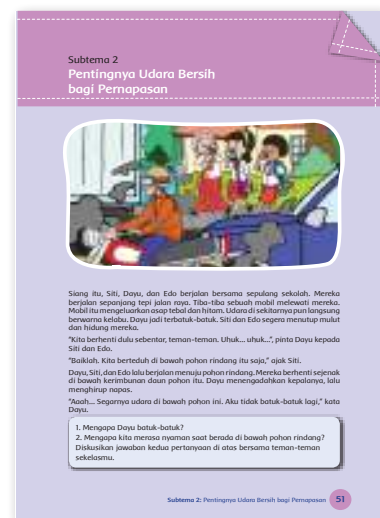 Subtema 2
Pentingnya Udara Bersih
bagi Pernapasan
Siang itu, Siti, Dayu, dan Edo berjalan bersama sepulang sekolah. Mereka
berjalan sepanjang tepi jalan raya. Tiba-tiba sebuah mobil melewati mereka.
Mobil itu mengeluarkan asap tebal dan hitam. Udara di sekitarnya pun langsung
berwarna kelabu. Dayu jadi terbatuk-batuk. Siti dan Edo segera menutup mulut
dan hidung mereka.
"Kita berhenti dulu sebentar, teman-teman. Uhuk... uhuk...", pinta Dayu kepada
Siti dan Edo.
"Baiklah. Kita berteduh di bawah pohon rindang itu saja," ajak Siti.
Dayu, Siti, dan Edo lalu berjalan menuju pohon rindang. Mereka berhenti sejenak
di bawah kerimbunan daun pohon itu. Dayu menengadahkan kepalanya, lalu
menghirup napas.
"Aaah... Segarnya udara di bawah pohon ini. Aku tidak batuk-batuk lagi," kata
Dayu.
1. Mengapa Dayu batuk-batuk?
2. Mengapa kita merasa nyaman saat berada di bawah pohon rindang?
Diskusikan jawaban kedua pertanyaan di atas bersama teman-teman
sekelasmu.
Subtema 2: Pentingnya Udara Bersih bagi Pernapasan 51